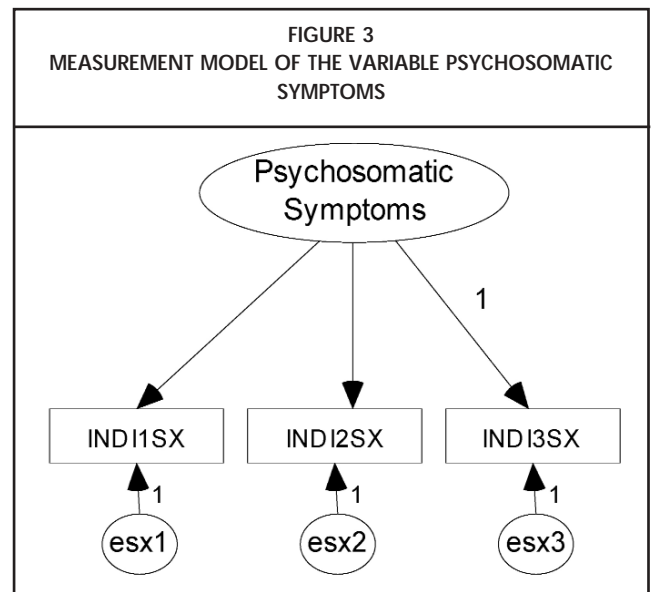 FIGURE 3
MEASUREMENT MODEL OF THE VARIABLE PSYCHOSOMATIC
SYMPTOMS
Psychosomatic
Symptoms
1
INDI1SX INDI2SX INDI3SX
1 1 1
esx1 esx2 esx3